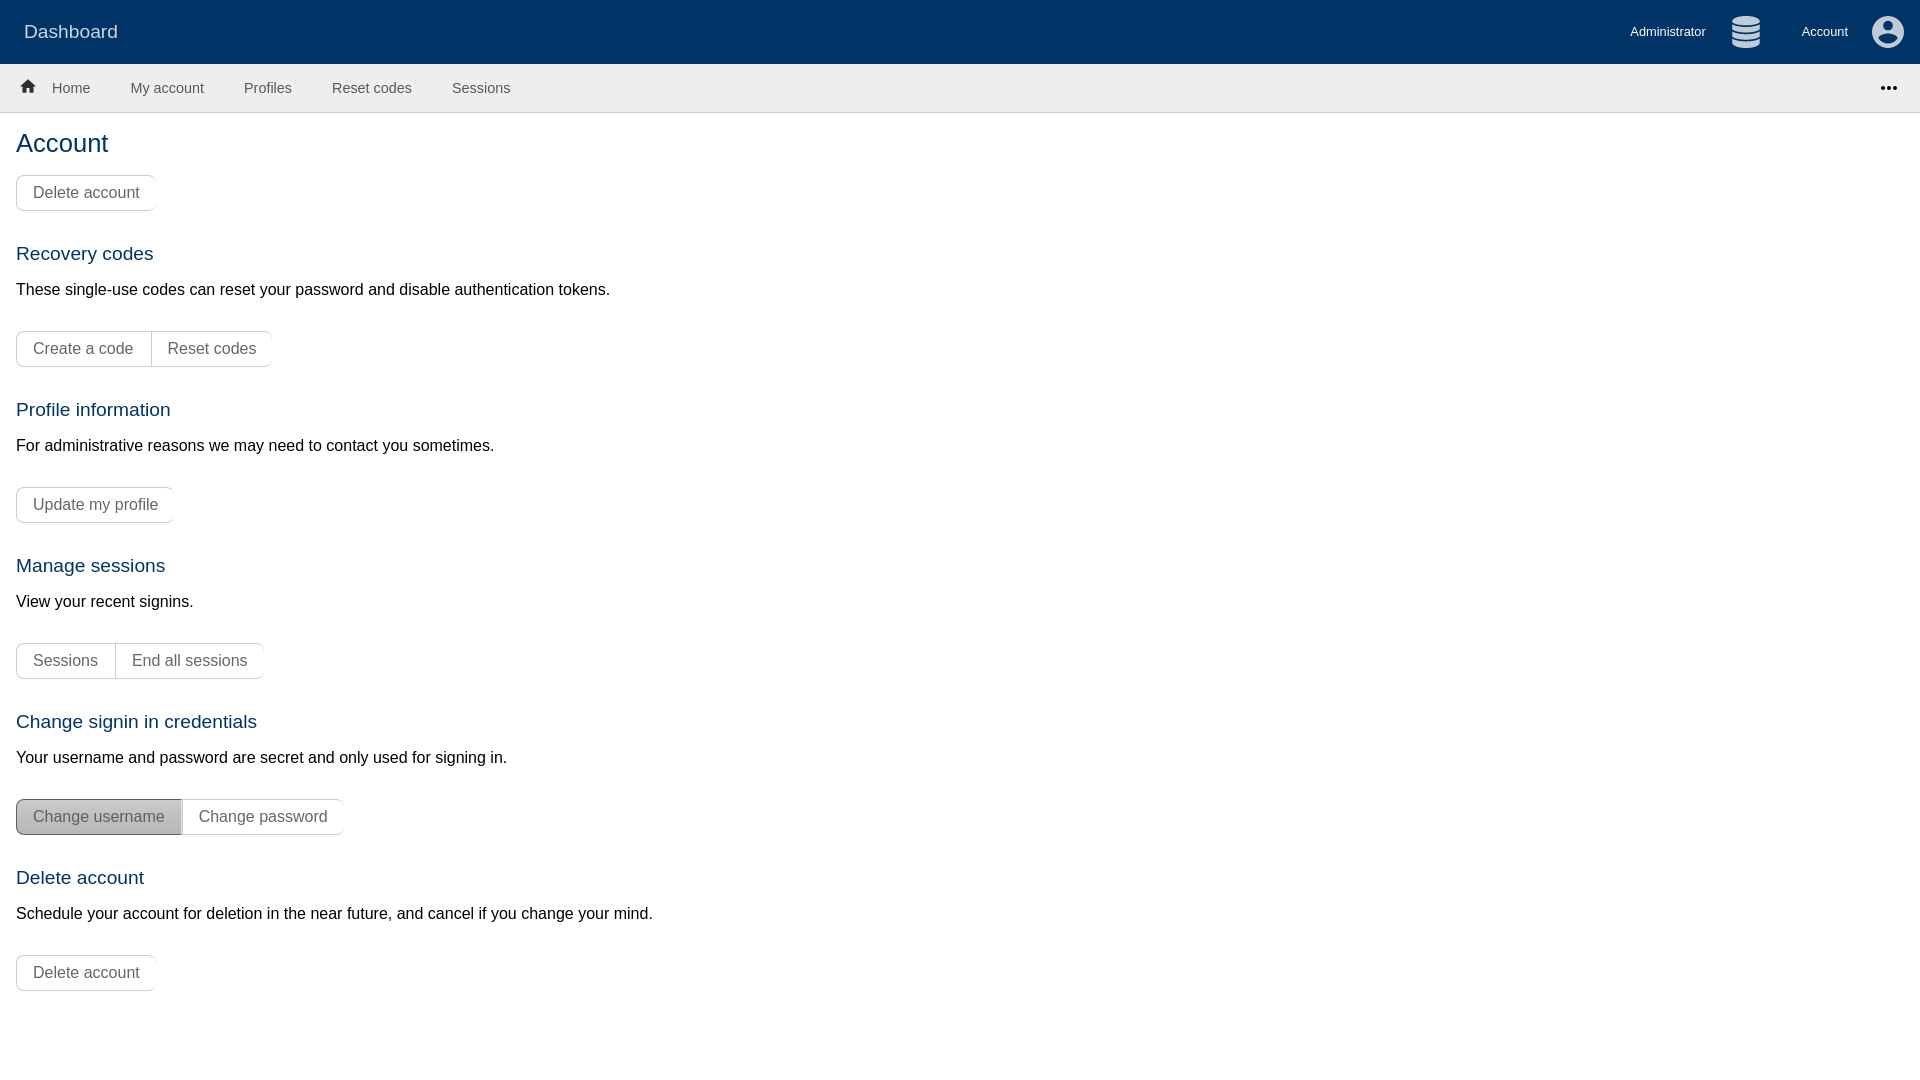 Dashboard
Administrator
Account
Home
My account
Profiles
Reset codes
Sessions
Account
Delete account
Recovery codes
These single-use codes can reset your password and disable authentication tokens.
Create a code
Reset codes
Profile information
For administrative reasons we may need to contact you sometimes.
Update my profile
Manage sessions
View your recent signins.
Sessions
End all sessions
Change signin in credentials
Your username and password are secret and only used for signing in.
Change username
Change password
Delete account
Schedule your account for deletion in the near future, and cancel if you change your mind.
Delete account